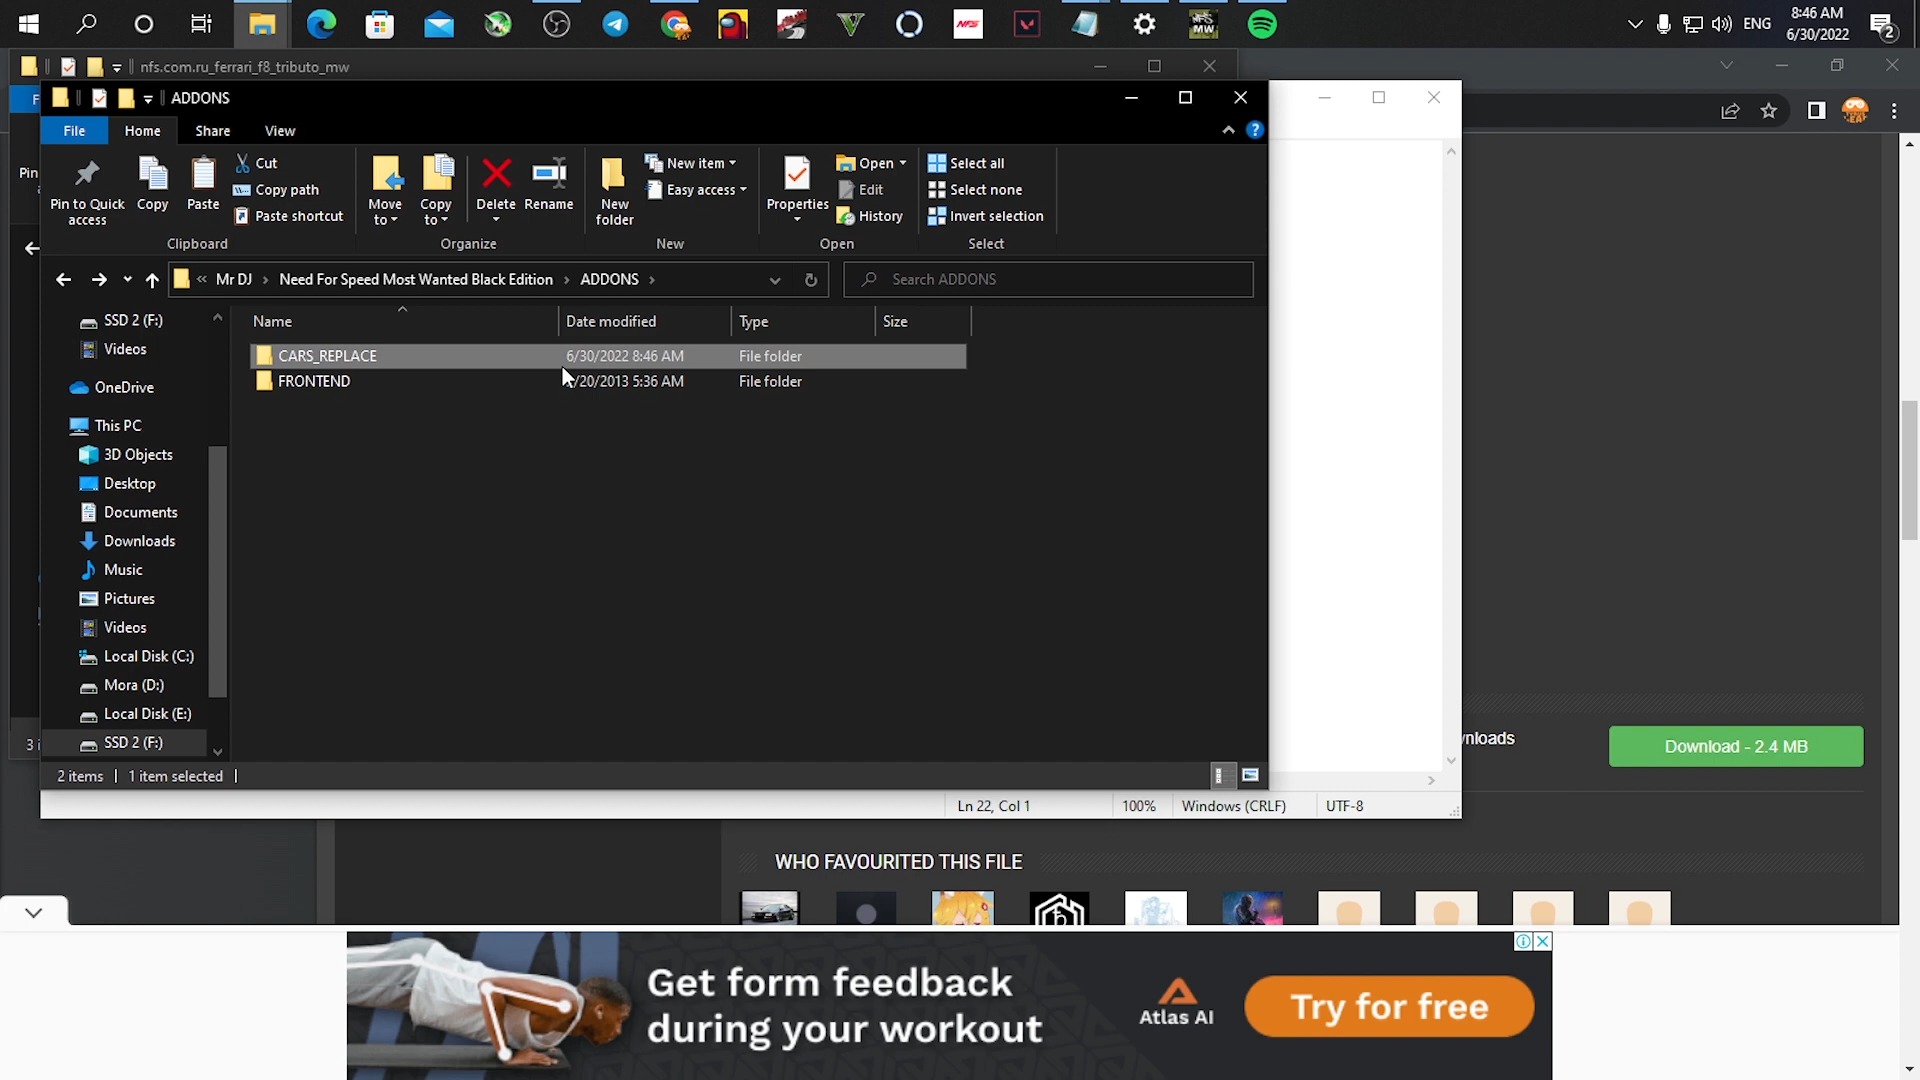 ENG
8:46 AM
6/30/2022
2
nfs.com.ru_ferrari_f8_tributo_mw
ADDONS
File
Home
Share
View
Pin to Quick access
Copy
Paste
Cut
Copy path
Paste shortcut
Move to
Copy to
Delete
Rename
New folder
New item
Easy access
Properties
Open
Edit
History
Select all
Select none
Invert selection
Clipboard
Organize
New
Open
Select
« Mr DJ > Need For Speed Most Wanted Black Edition > ADDONS >
Search ADDONS
Name
Date modified
Type
Size
CARS_REPLACE 6/30/2022 8:46 AM File folder
FRONTEND /20/2013 5:36 AM File folder
SSD 2 (F:)
Videos
OneDrive
This PC
3D Objects
Desktop
Documents
Downloads
Music
Pictures
Videos
Local Disk (C:)
Mora (D:)
Local Disk (E:)
SSD 2 (F:)
2 items
1 item selected
Ln 22, Col 1
100%
Windows (CRLF)
UTF-8
wnloads
Download - 2.4 MB
WHO FAVOURITED THIS FILE
Get form feedback
during your workout
Atlas AI
Try for free